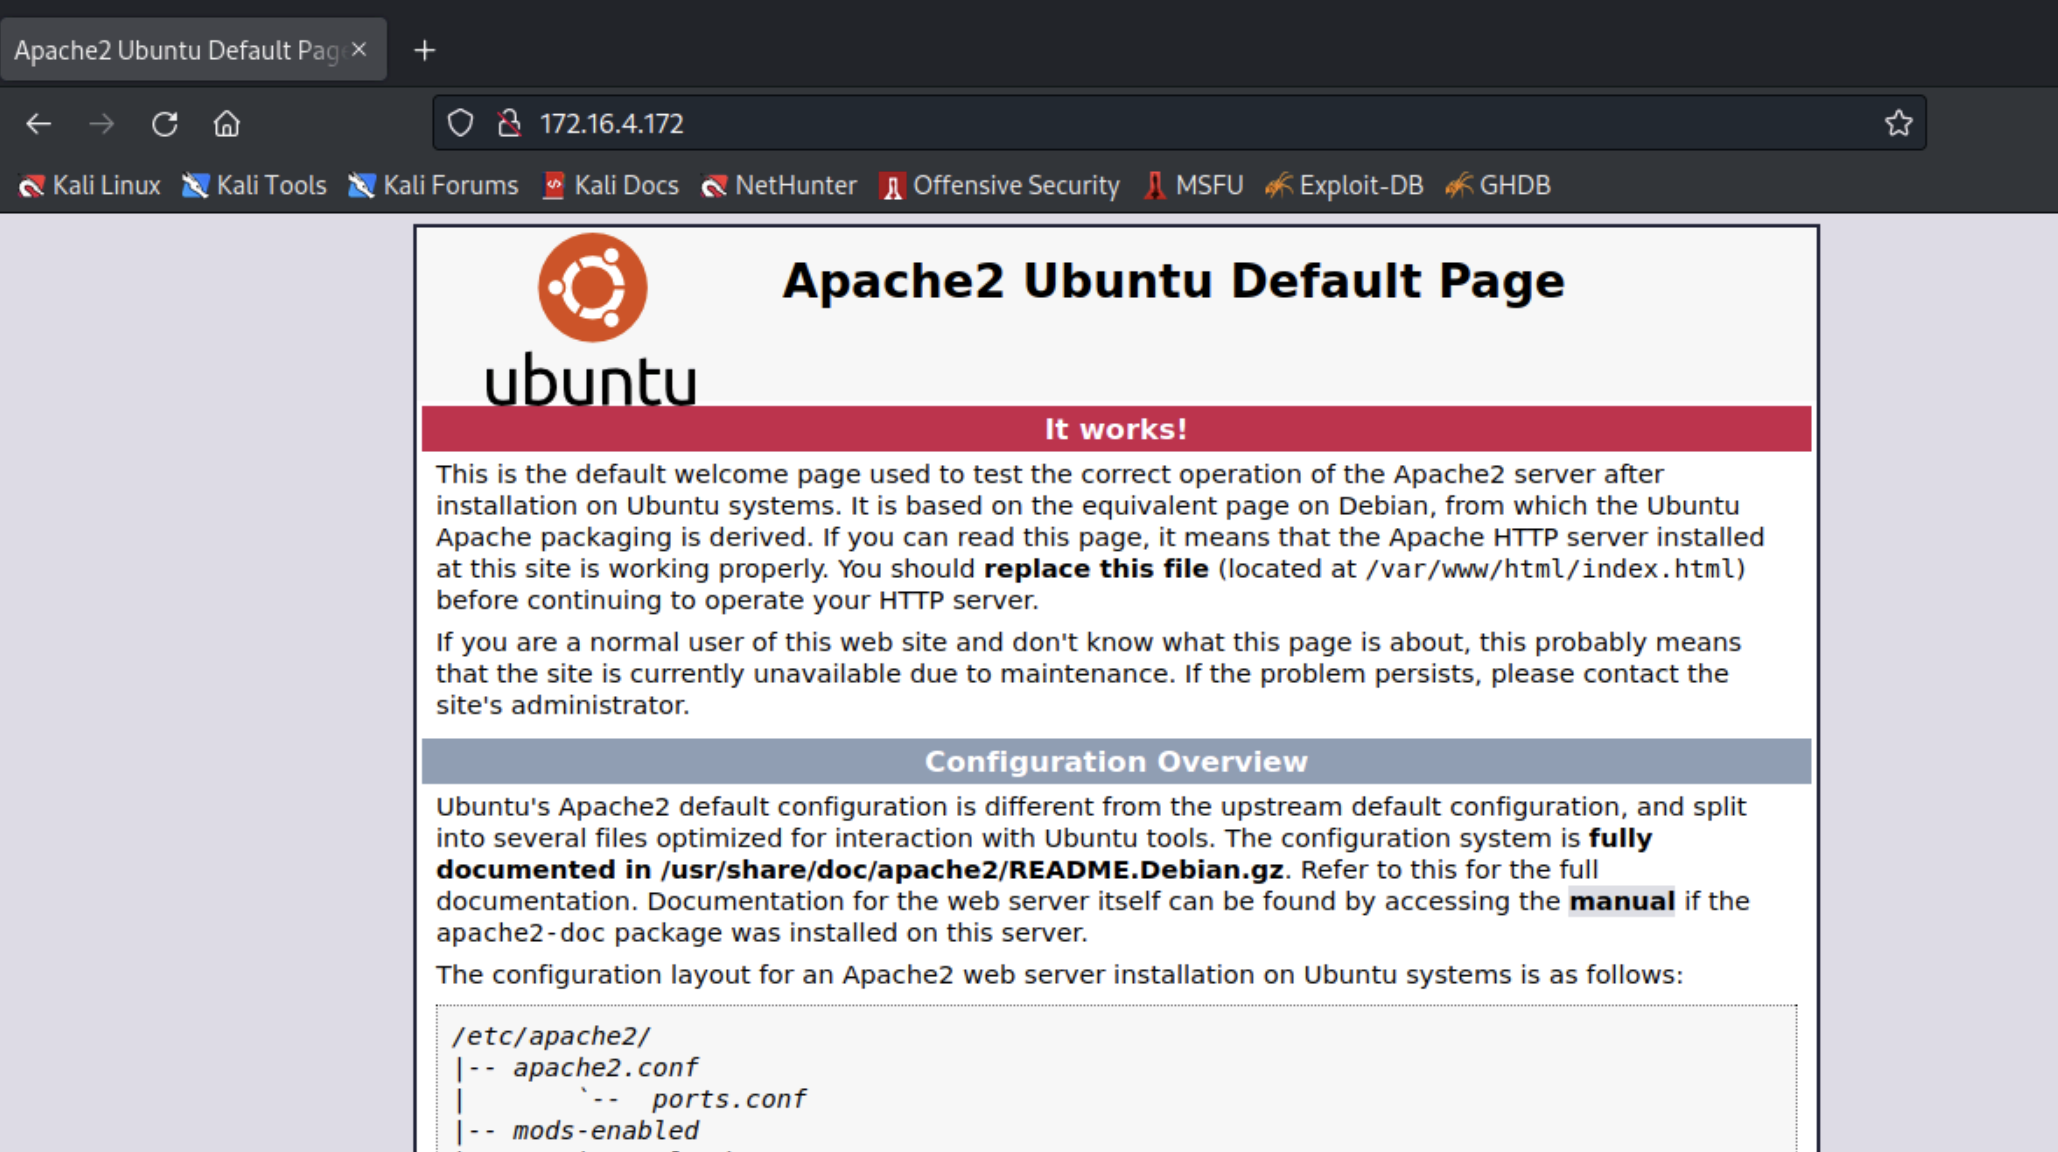 Apache2 Ubuntu Default Pag
172.16.4.172
Kali Linux Kali Tools Kali Forums Kali Docs NetHunter Offensive Security MSFU Exploit-DB GHDB
ubuntu
Apache2 Ubuntu Default Page
It works!
This is the default welcome page used to test the correct operation of the Apache2 server after
installation on Ubuntu systems. It is based on the equivalent page on Debian, from which the Ubuntu
Apache packaging is derived. If you can read this page, it means that the Apache HTTP server installed
at this site is working properly. You should replace this file (located at /var/www/html/index.html)
before continuing to operate your HTTP server.
If you are a normal user of this web site and don't know what this page is about, this probably means
that the site is currently unavailable due to maintenance. If the problem persists, please contact the
site's administrator.
Configuration Overview
Ubuntu's Apache2 default configuration is different from the upstream default configuration, and split
into several files optimized for interaction with Ubuntu tools. The configuration system is fully
documented in /usr/share/doc/apache2/README.Debian.gz. Refer to this for the full
documentation. Documentation for the web server itself can be found by accessing the manual if the
apache2-doc package was installed on this server.
The configuration layout for an Apache2 web server installation on Ubuntu systems is as follows:
/etc/apache2/
|-- apache2.conf
|       `--  ports.conf
|-- mods-enabled